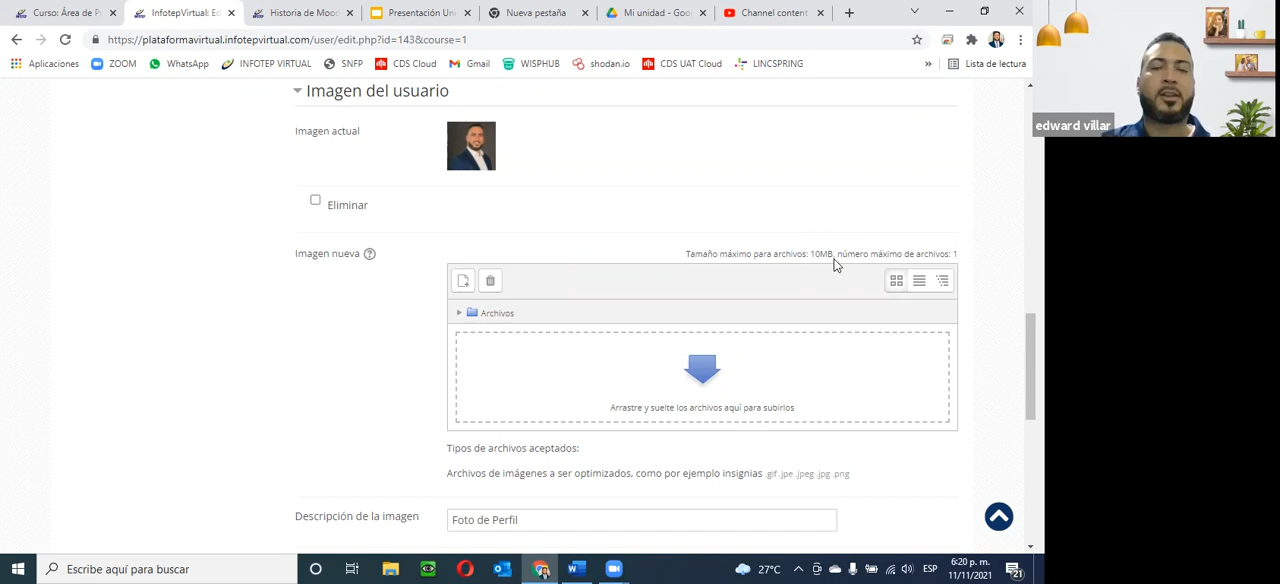 Curso: Área de Pr
InfotepVirtual: Ed
Historia de Mood
Presentación Uni
Nueva pestaña
Mi unidad - Goog
Channel content
https://plataformavirtual.infotepvirtual.com/user/edit.php?id=143&course=1
Aplicaciones
ZOOM
WhatsApp
INFOTEP VIRTUAL
SNFP
CDS Cloud
Gmail
WISPHUB
shodan.io
CDS UAT Cloud
LINCSPRING
»
Lista de lectura
edward villar
Imagen del usuario
Imagen actual
Eliminar
Imagen nueva
Tamaño máximo para archivos: 10MB, número máximo de archivos: 1
Archivos
Arrastre y suelte los archivos aquí para subirlos
Tipos de archivos aceptados:
Archivos de imágenes a ser optimizados, como por ejemplo insignias .gif .jpe .jpeg .jpg .png
Descripción de la imagen
Foto de Perfil
Escribe aquí para buscar
27°C
ESP
6:20 p. m.
11/11/2021
21